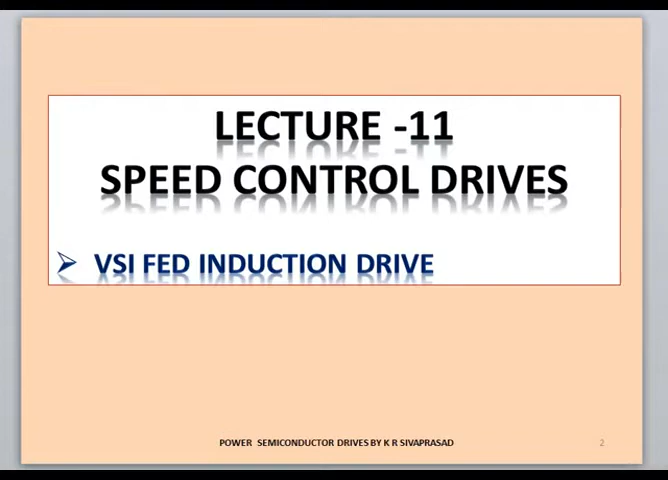 LECTURE -11
SPEED CONTROL DRIVES
➢ VSI FED INDUCTION DRIVE
POWER SEMICONDUCTOR DRIVES BY K R SIVAPRASAD
2